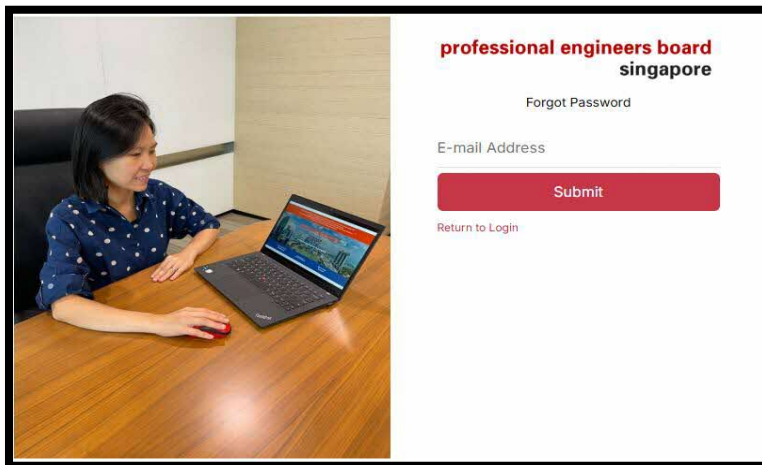 professional engineers board
singapore
Forgot Password
E-mail Address
Submit
Return to Login